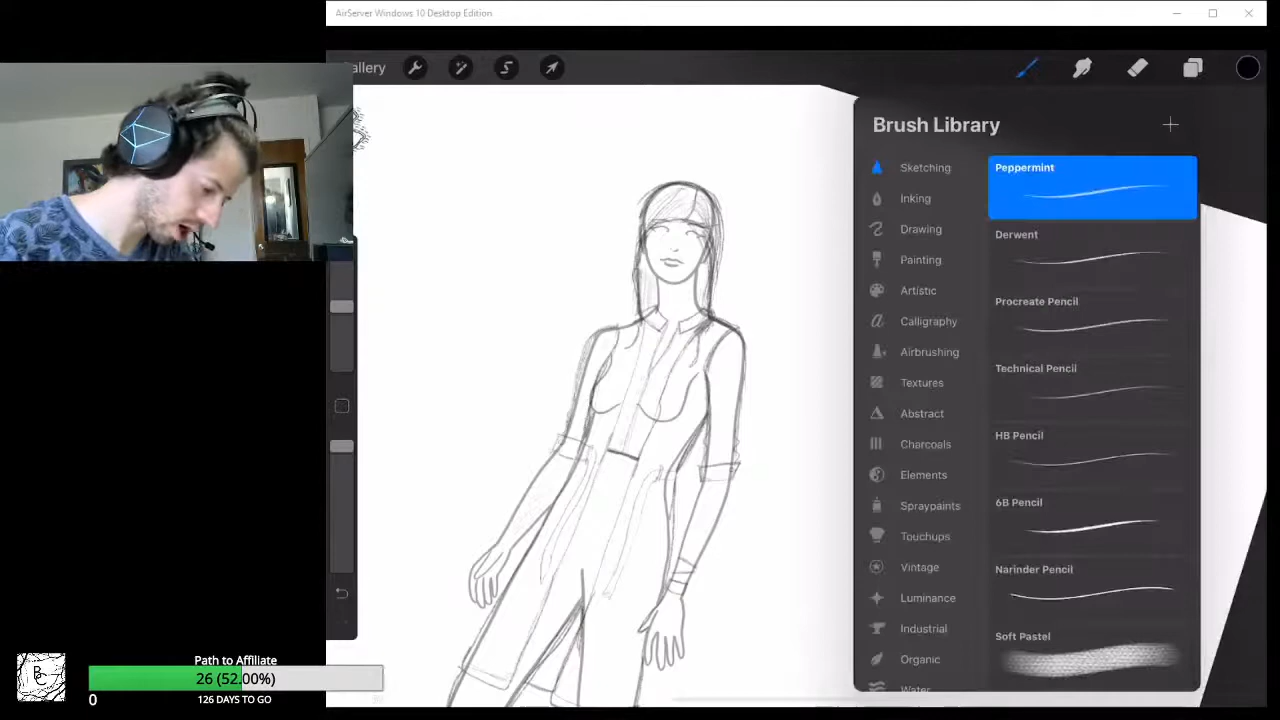 AirServer Windows 10 Desktop Edition
allery
Brush Library
Sketching
Inking
Drawing
Painting
Artistic
Calligraphy
Airbrushing
Textures
Abstract
Charcoals
Elements
Spraypaints
Touchups
Vintage
Luminance
Industrial
Organic
Water
Peppermint
Derwent
Procreate Pencil
Technical Pencil
HB Pencil
6B Pencil
Narinder Pencil
Soft Pastel
Path to Affiliate
26 (52.00%)
0
126 DAYS TO GO